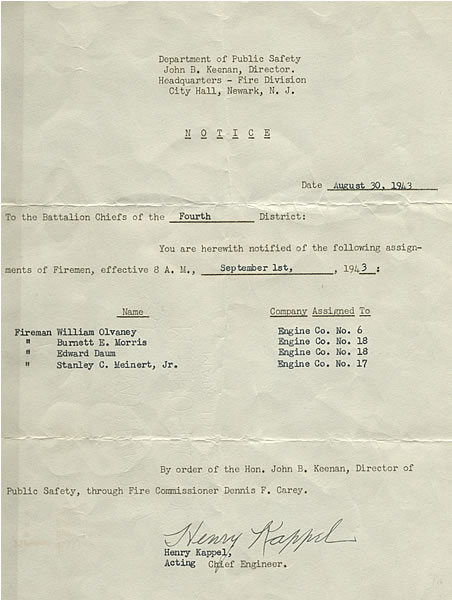 Department of Public Safety
John B. Keenan, Director.
Headquarters - Fire Division
City Hall, Newark, N. J.
N O T I C E
Date August 30, 1943
To the Battalion Chiefs of the Fourth District:
You are herewith notified of the following assign-
ments of Firemen, effective 8 A. M., September 1st, , 1943 :
Name Company Assigned To
Fireman William Olvaney Engine Co. No. 6
" Burnett E. Morris Engine Co. No. 18
" Edward Daum Engine Co. No. 18
" Stanley C. Meinert, Jr. Engine Co. No. 17
By order of the Hon. John B. Keenan, Director of
Public Safety, through Fire Commissioner Dennis F. Carey.
Henry Kappel
Henry Kappel,
Acting Chief Engineer.